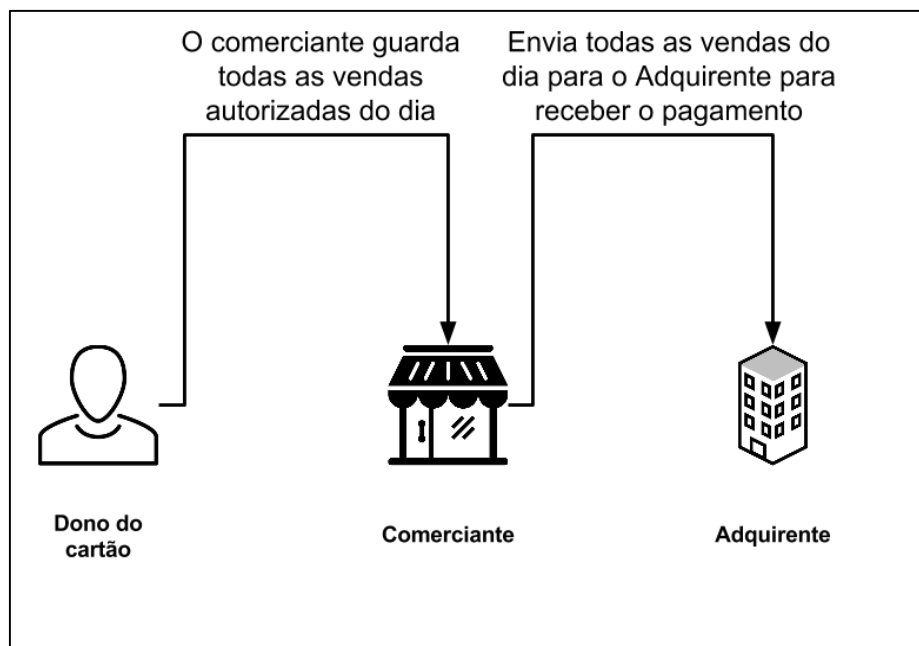 O comerciante guarda
todas as vendas
autorizadas do dia
Envia todas as vendas do
dia para o Adquirente para
receber o pagamento
Dono do
cartão
Comerciante
Adquirente